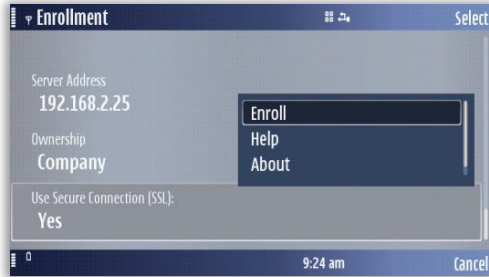 Enrollment
Select
Server Address
192.168.2.25
Ownership
Company
Use Secure Connection (SSL):
Yes
Enroll
Help
About
9:24 am
Cancel